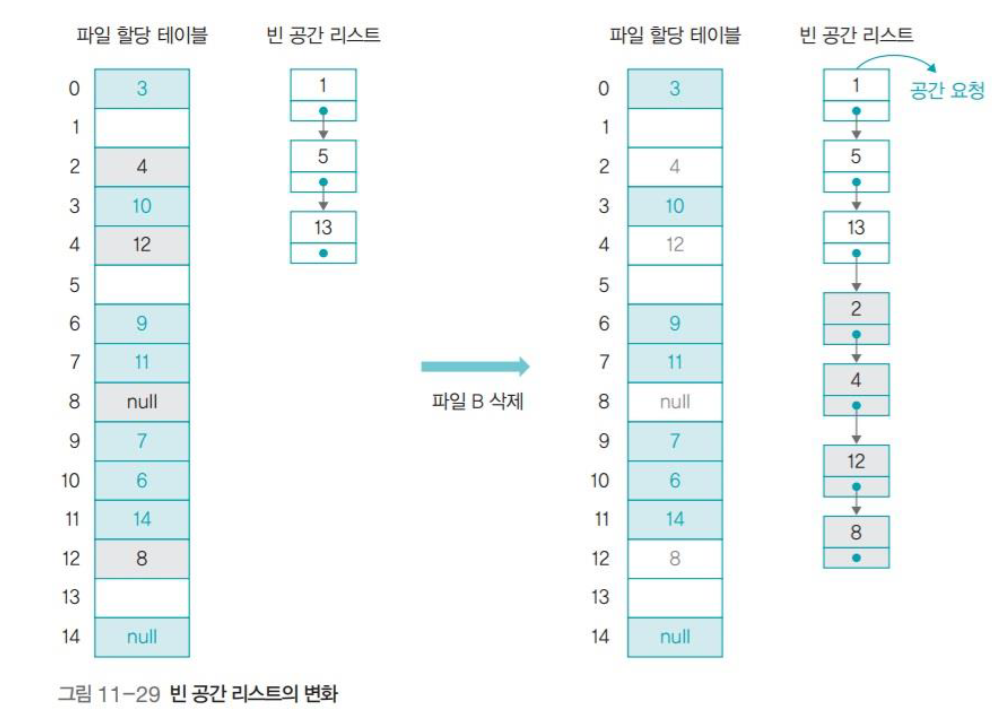 파일 할당 테이블 빈 공간 리스트 파일 할당 테이블 빈 공간 리스트
0 3 1 0 3 1 공간 요청
1 1
2 4 5 2 4 5
3 10 3 10
4 12 13 4 12 13
5 5
6 9 6 9 2
7 11 7 11
파일 B 삭제
8 null 8 null 4
9 7 9 7
10 6 10 6 12
11 14 11 14
12 8 12 8 8
13 13
14 null 14 null
그림 11-29 빈 공간 리스트의 변화